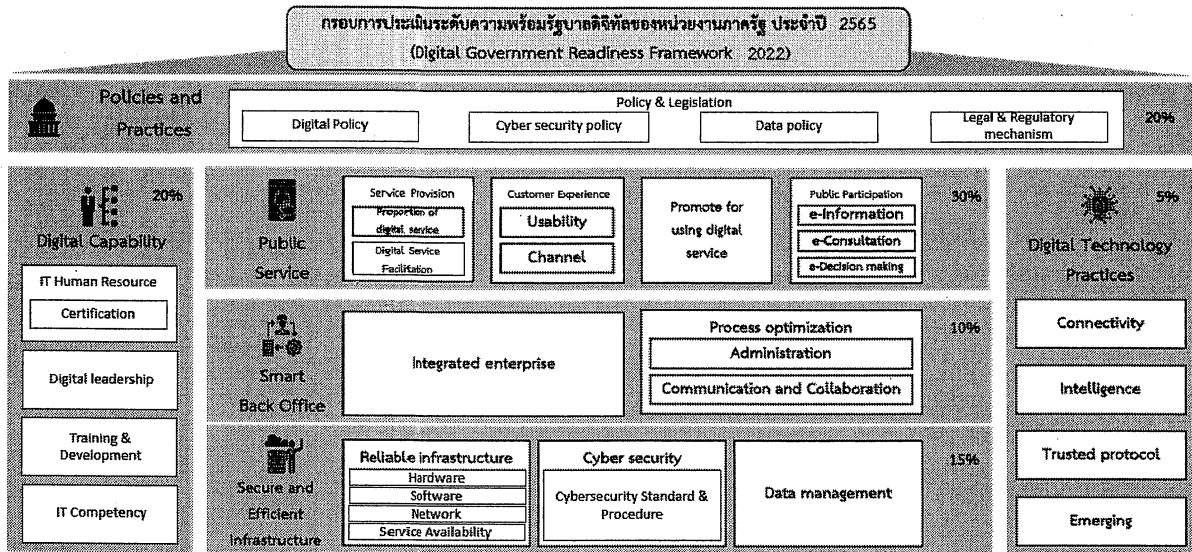 กรอบการประเมินระดับความพร้อมรัฐบาลดิจิทัลของหน่วยงานภาครัฐ ประจำปี 2565
(Digital Government Readiness Framework 2022)
Policies and
Practices
Policy & Legislation
Digital Policy
Cyber security policy
Data policy
Legal & Regulatory
mechanism
20%
20%
Digital Capability
IT Human Resource
Certification
Digital leadership
Training &
Development
IT Competency
Public
Service
Service Provision
Proportion of
digital service
Digital Service
Facilitation
Customer Experience
Usability
Channel
Promote for
using digital
service
Public Participation
e-Information
e-Consultation
e-Decision making
30%
Smart
Back Office
Integrated enterprise
Process optimization
Administration
Communication and Collaboration
10%
Secure and
Efficient
Infrastructure
Reliable infrastructure
Hardware
Software
Network
Service Availability
Cyber security
Cybersecurity Standard &
Procedure
Data management
15%
5%
Digital Technology
Practices
Connectivity
Intelligence
Trusted protocol
Emerging